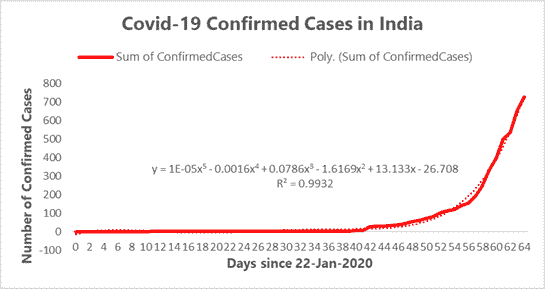 Covid-19 Confirmed Cases in India
Sum of ConfirmedCases Poly. (Sum of ConfirmedCases)
Number of Confirmed Cases
800
700
600
500
400
300
200
100
0
-100
y = 1E-05x⁵ - 0.0016x⁴ + 0.0786x³ - 1.6169x² + 13.133x - 26.708
R² = 0.9932
0 2 4 6 8 10 11 12 13 14 16 18 20 22 24 26 28 30 32 34 36 38 40 42 44 46 48 50 52 54 56 58 60 62 64
Days since 22-Jan-2020